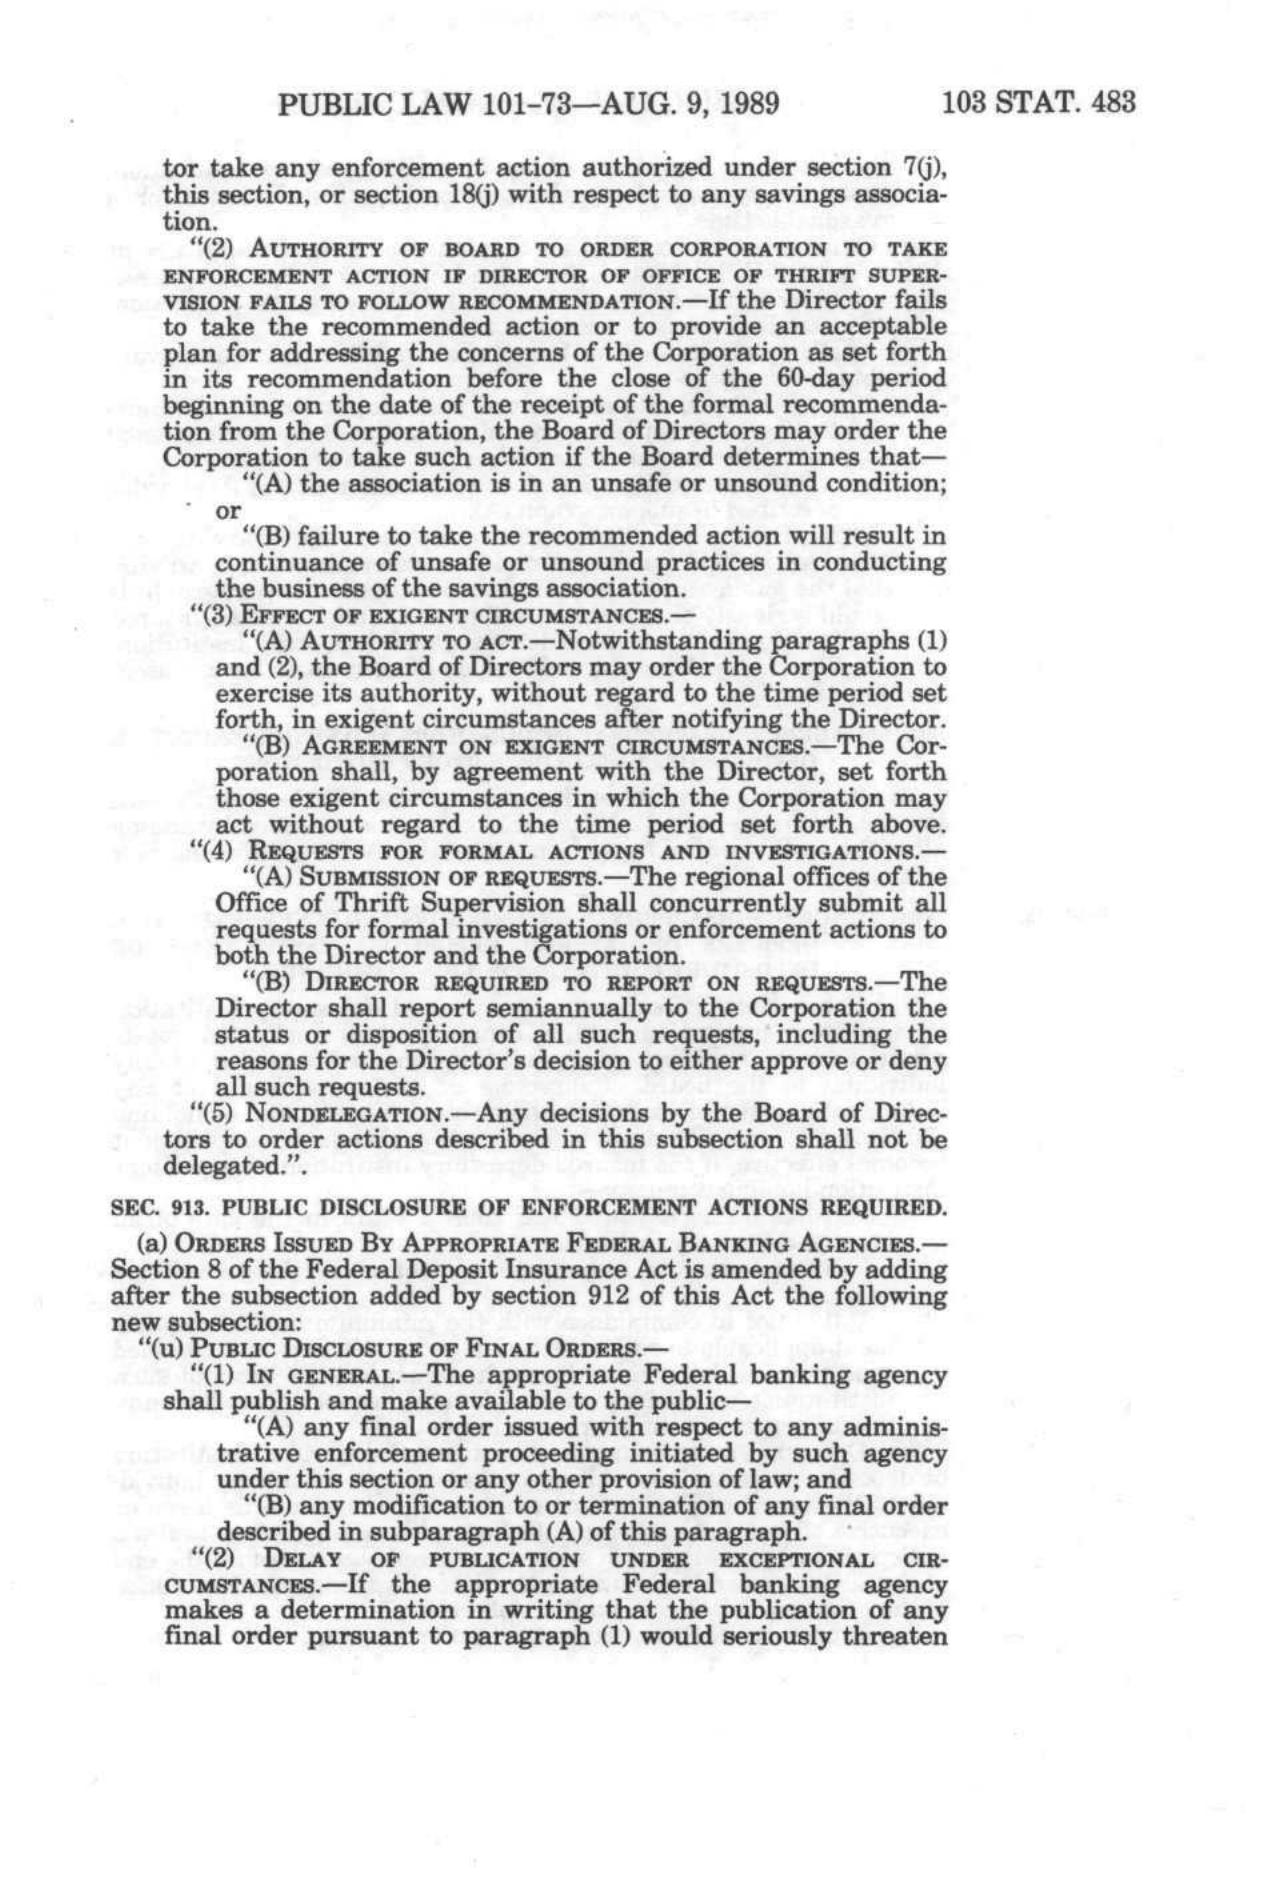 PUBLIC LAW 101-73—AUG. 9, 1989 103 STAT. 483
tor take any enforcement action authorized under section 7(j),
this section, or section 18(j) with respect to any savings associa-
tion.
"(2) AUTHORITY OF BOARD TO ORDER CORPORATION TO TAKE
ENFORCEMENT ACTION IF DIRECTOR OF OFFICE OF THRIFT SUPER-
VISION FAILS TO FOLLOW RECOMMENDATION.—If the Director fails
to take the recommended action or to provide an acceptable
plan for addressing the concerns of the Corporation as set forth
in its recommendation before the close of the 60-day period
beginning on the date of the receipt of the formal recommenda-
tion from the Corporation, the Board of Directors may order the
Corporation to take such action if the Board determines that—
"(A) the association is in an unsafe or unsound condition;
or
"(B) failure to take the recommended action will result in
continuance of unsafe or unsound practices in conducting
the business of the savings association.
"(3) EFFECT OF EXIGENT CIRCUMSTANCES.—
"(A) AUTHORITY TO ACT.—Notwithstanding paragraphs (1)
and (2), the Board of Directors may order the Corporation to
exercise its authority, without regard to the time period set
forth, in exigent circumstances after notifying the Director.
"(B) AGREEMENT ON EXIGENT CIRCUMSTANCES.—The Cor-
poration shall, by agreement with the Director, set forth
those exigent circumstances in which the Corporation may
act without regard to the time period set forth above.
"(4) REQUESTS FOR FORMAL ACTIONS AND INVESTIGATIONS.—
"(A) SUBMISSION OF REQUESTS.—The regional offices of the
Office of Thrift Supervision shall concurrently submit all
requests for formal investigations or enforcement actions to
both the Director and the Corporation.
"(B) DIRECTOR REQUIRED TO REPORT ON REQUESTS.—The
Director shall report semiannually to the Corporation the
status or disposition of all such requests, including the
reasons for the Director's decision to either approve or deny
all such requests.
"(5) NONDELEGATION.—Any decisions by the Board of Direc-
tors to order actions described in this subsection shall not be
delegated.".
SEC. 913. PUBLIC DISCLOSURE OF ENFORCEMENT ACTIONS REQUIRED.
(a) ORDERS ISSUED BY APPROPRIATE FEDERAL BANKING AGENCIES.—
Section 8 of the Federal Deposit Insurance Act is amended by adding
after the subsection added by section 912 of this Act the following
new subsection:
"(u) PUBLIC DISCLOSURE OF FINAL ORDERS.—
"(1) IN GENERAL.—The appropriate Federal banking agency
shall publish and make available to the public—
"(A) any final order issued with respect to any adminis-
trative enforcement proceeding initiated by such agency
under this section or any other provision of law; and
"(B) any modification to or termination of any final order
described in subparagraph (A) of this paragraph.
"(2) DELAY OF PUBLICATION UNDER EXCEPTIONAL CIR-
CUMSTANCES.—If the appropriate Federal banking agency
makes a determination in writing that the publication of any
final order pursuant to paragraph (1) would seriously threaten